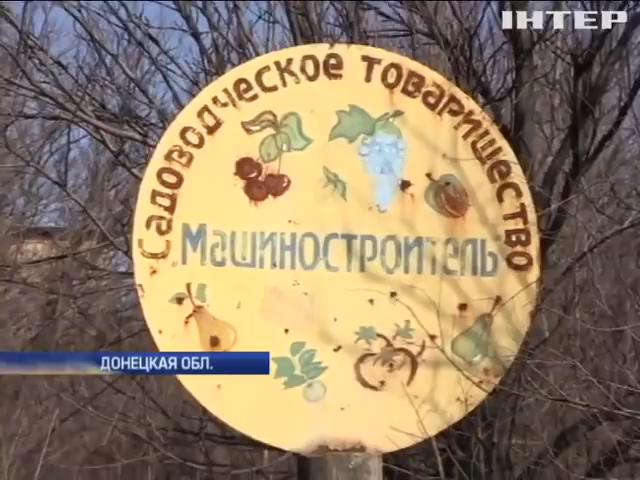 ІНТЕР
Садоводческое товарищество
Машиностроитель
ДОНЕЦКАЯ ОБЛ.